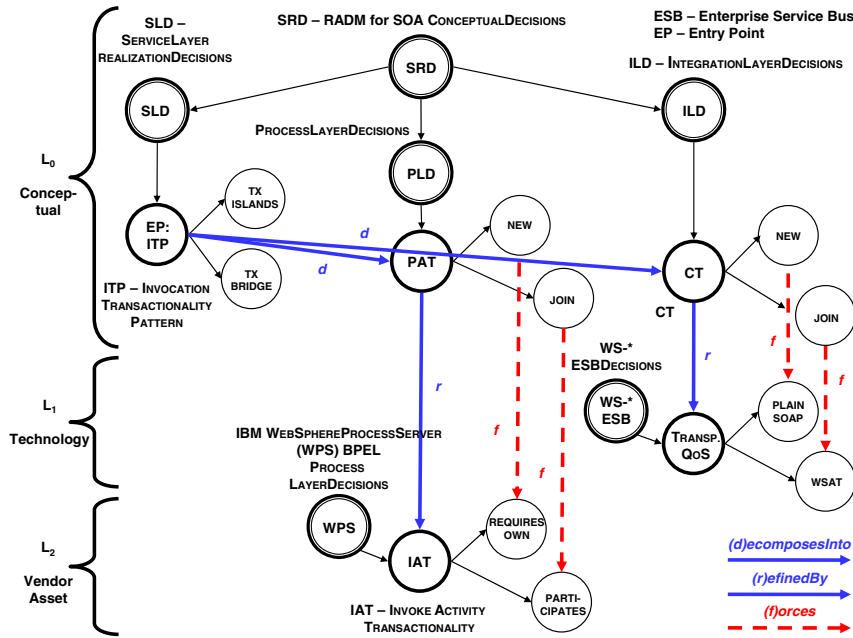 SLD –
SERVICELAYER
REALIZATIONDECISIONS
SRD – RADM for SOA CONCEPTUALDECISIONS
ESB – Enterprise Service Bus
EP – Entry Point
ILD – INTEGRATIONLAYERDECISIONS
SRD
SLD
ILD
PROCESSLAYERDECISIONS
L0
Concep-
tual
PLD
TX
ISLANDS
EP:
ITP
d
d
NEW
NEW
PAT
CT
TX
BRIDGE
ITP – INVOCATION
TRANSACTIONALITY
PATTERN
JOIN
CT
JOIN
f
f
r
r
WS-*
ESBDECISIONS
L1
Technology
WS-*
ESB
PLAIN
SOAP
IBM WEBSPHEREPROCESSSERVER
(WPS) BPEL
PROCESS
LAYERDECISIONS
f
f
TRANSP.
QOS
WSAT
L2
Vendor
Asset
WPS
REQUIRES
OWN
IAT
(d)ecomposesInto
(r)efinedBy
(f)orces
PARTI-
CIPATES
IAT – INVOKE ACTIVITY
TRANSACTIONALITY